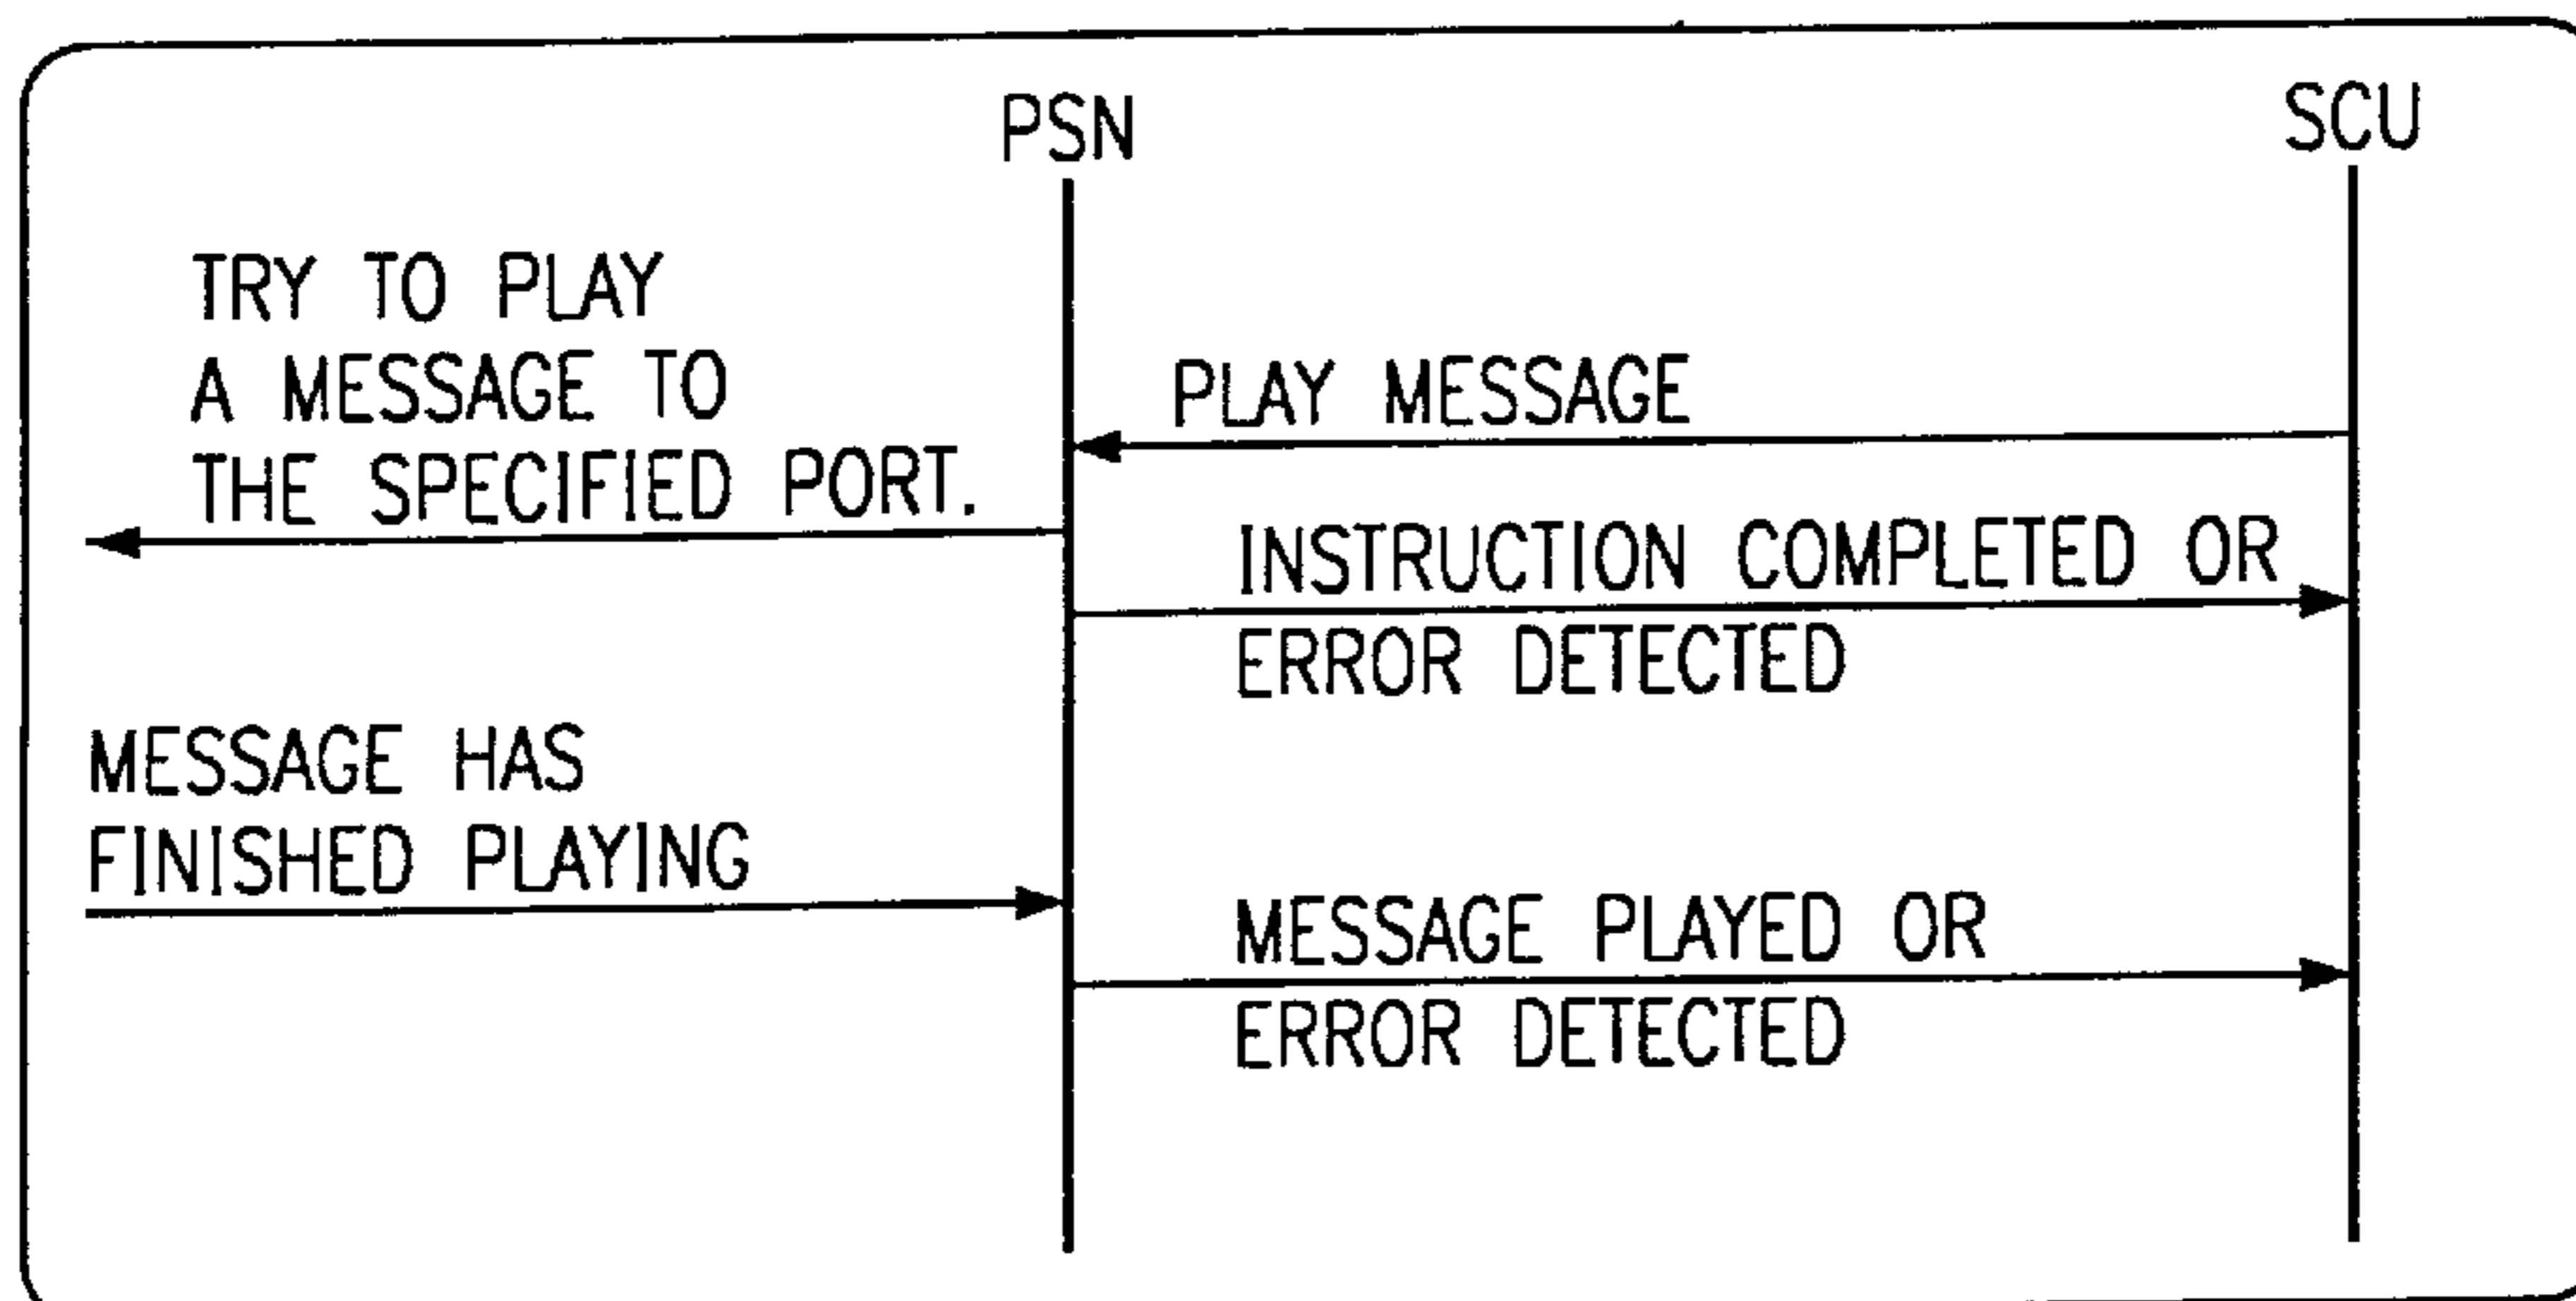 PSN
SCU
TRY TO PLAY
A MESSAGE TO
THE SPECIFIED PORT.
PLAY MESSAGE
INSTRUCTION COMPLETED OR
ERROR DETECTED
MESSAGE HAS
FINISHED PLAYING
MESSAGE PLAYED OR
ERROR DETECTED